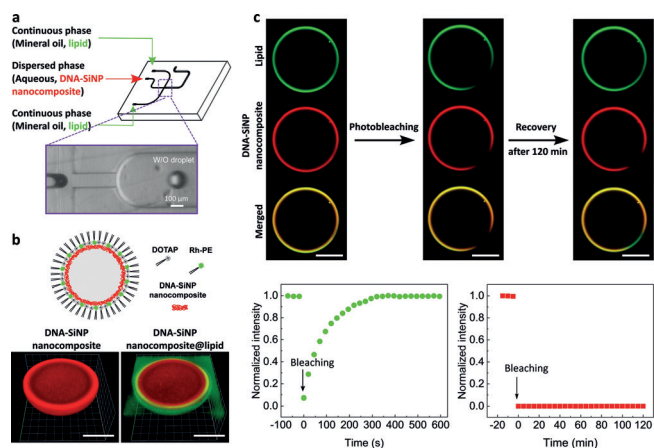 a
Continuous phase
(Mineral oil, lipid)
Dispersed phase
(Aqueous, DNA-SiNP
nanocomposite)
Continuous phase
(Mineral oil, lipid)
W/O droplet
100 μm
b
DOTAP
Rh-PE
DNA-SiNP
nanocomposite
DNA-SiNP
nanocomposite
DNA-SiNP
nanocomposite@lipid
c
Lipid
DNA-SiNP
nanocomposite
Merged
Photobleaching
Recovery
after 120 min
Normalized intensity
1.0
0.8
0.6
0.4
0.2
0.0
Bleaching
-100 0 100 200 300 400 500 600
Time (s)
Normalized intensity
1.0
0.8
0.6
0.4
0.2
0.0
Bleaching
-20 0 20 40 60 80 100 120
Time (min)